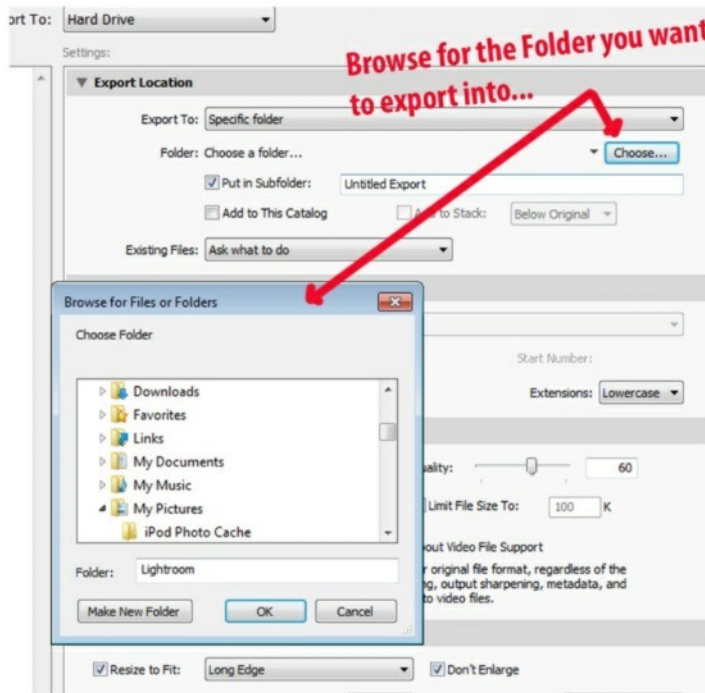 ort To: Hard Drive
Settings:
Browse for the Folder you want
to export into...
Export Location
Export To: Specific folder
Folder: Choose a folder... Choose...
Put in Subfolder: Untitled Export
Add to This Catalog to Stack: Below Original
Existing Files: Ask what to do
Browse for Files or Folders
Choose Folder
Downloads
Favorites
Links
My Documents
My Music
My Pictures
iPod Photo Cache
Folder: Lightroom
Make New Folder OK Cancel
Start Number:
Extensions: Lowercase
uality: 60
Limit File Size To: 100 K
out Video File Support
r original file format, regardless of the
ng, output sharpening, metadata, and
to video files.
Resize to Fit: Long Edge Don't Enlarge